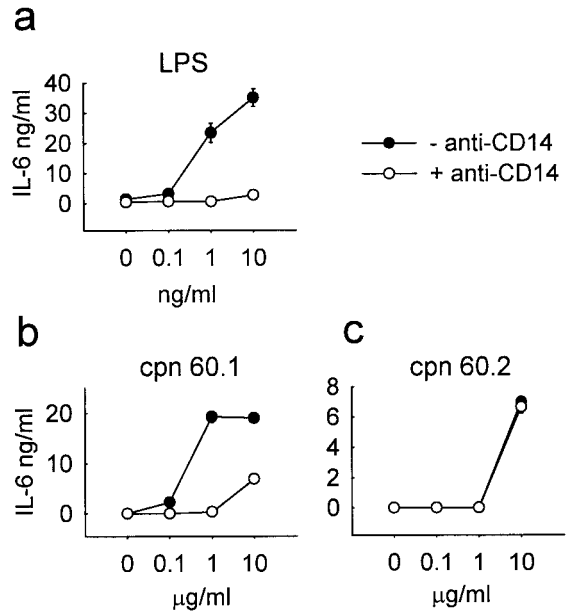 a
LPS
40
30
20
10
0
IL-6 ng/ml
0 0.1 1 10
ng/ml
- anti-CD14
+ anti-CD14
b
cpn 60.1
20
10
0
IL-6 ng/ml
0 0.1 1 10
μg/ml
c
cpn 60.2
8
6
4
2
0
0 0.1 1 10
μg/ml